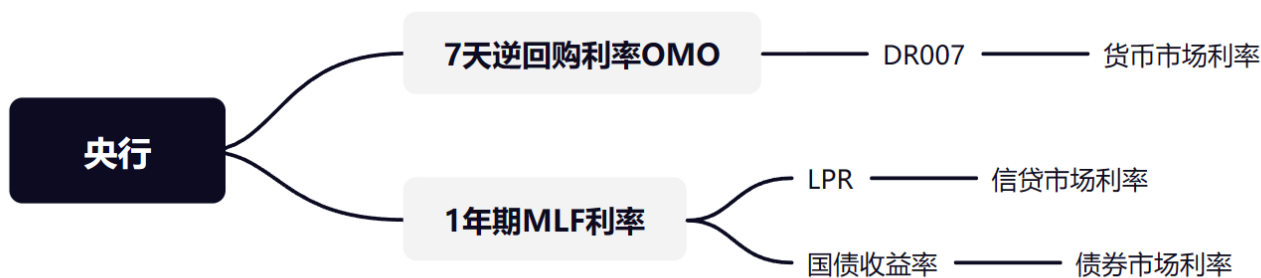 央行
7天逆回购利率OMO
DR007
货币市场利率
1年期MLF利率
LPR
信贷市场利率
国债收益率
债券市场利率